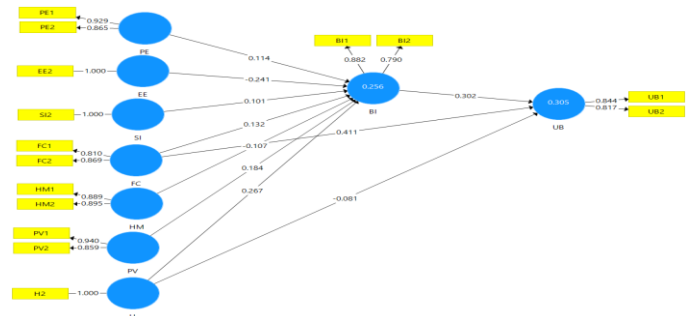 PE1
0.929
PE2
0.865
PE
BI1
BI2
0.882
0.790
0.114
EE2
1.000
EE
-0.241
0.256
BI
0.302
0.305
UB
0.844
UB1
0.817
UB2
SI2
1.000
SI
0.101
0.132
FC1
0.810
FC2
0.869
FC
-0.107
0.411
0.184
0.267
HM1
0.889
HM2
0.895
HM
-0.081
PV1
0.940
PV2
0.859
PV
H2
1.000